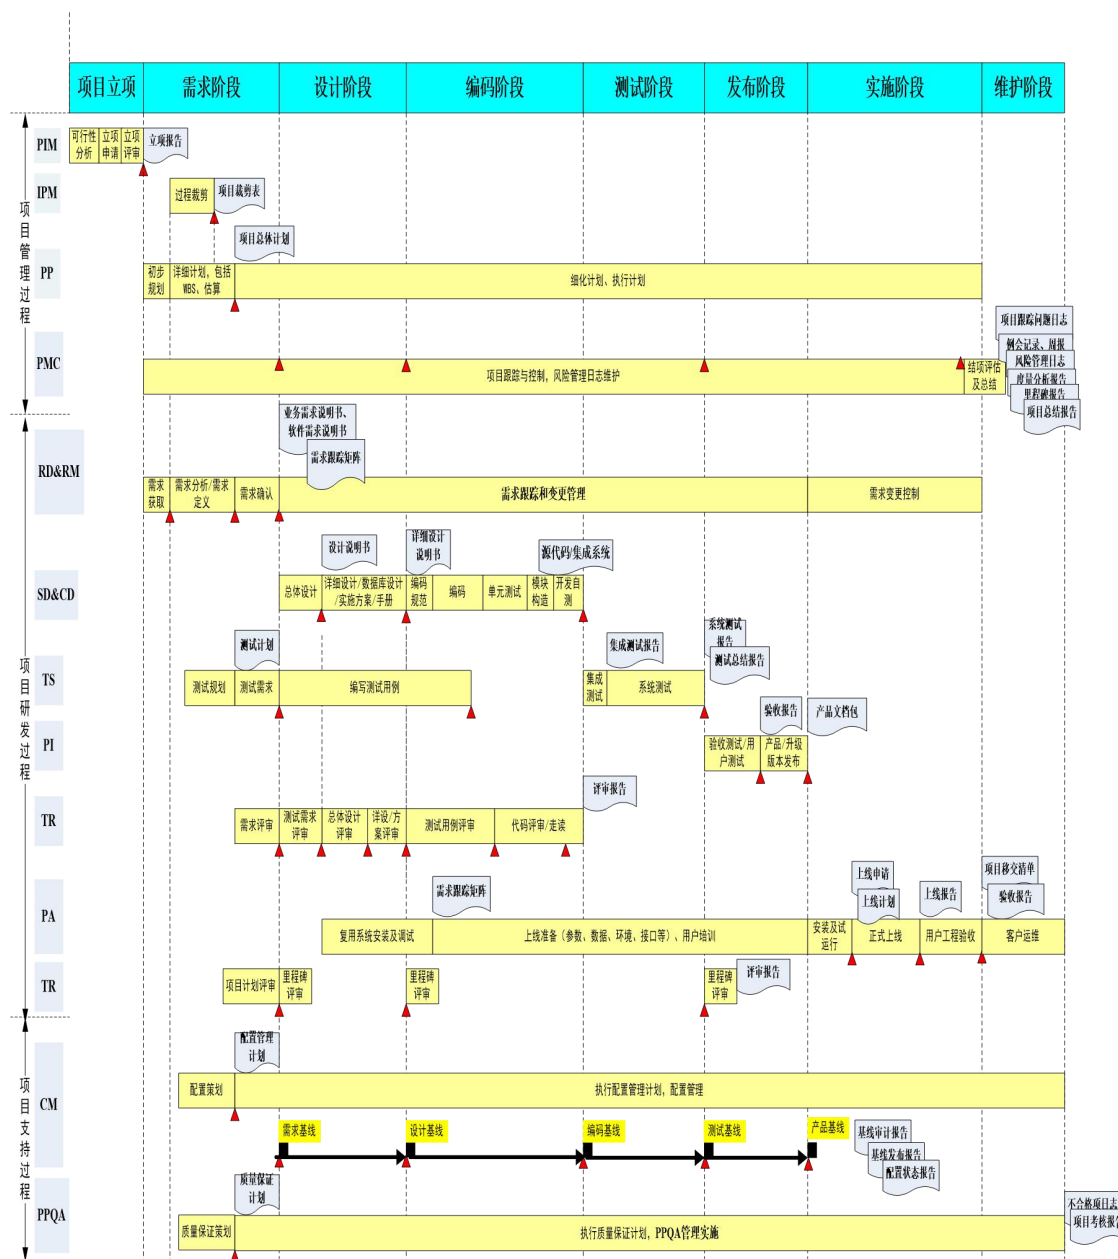 项目立项 需求阶段 设计阶段 编码阶段 测试阶段 发布阶段 实施阶段 维护阶段
项目管理过程
PIM
可行性
分析
立项
申请
立项
评审
立项报告
IPM
过程裁剪
项目裁剪表
项目总体计划
PP
初步
规划
详细计划, 包括
WBS、估算
细化计划、执行计划
PMC
项目跟踪与控制, 风险管理日志维护
结项评估
及总结
项目跟踪问题日志
例会记录、周报
风险管理日志
度量分析报告
里程碑报告
项目总结报告
项目研发过程
业务需求说明书、
软件需求说明书
需求跟踪矩阵
RD&RM
需求
获取
需求分析/需求
定义
需求确认
需求跟踪和变更管理
需求变更控制
设计说明书
详细设计
说明书
源代码/集成系统
SD&CD
总体设计
详细设计/数据库设计
/实施方案/手册
编码
规范
编码
单元测试
模块
构造
开发自
测
测试计划
集成测试报告
系统测试
报告
测试总结报告
TS
测试规划
测试需求
编写测试用例
集成
测试
系统测试
验收报告
产品文档包
PI
验收测试/用
户测试
产品/升级
版本发布
评审报告
TR
需求评审
测试需求
评审
总体设计
评审
详设/方
案评审
测试用例评审
代码评审/走读
需求跟踪矩阵
上线申请
上线计划
上线报告
项目移交清单
验收报告
PA
复用系统安装及调试
上线准备（参数、数据、环境、接口等）、用户培训
安装及试
运行
正式上线
用户工程验收
客户运维
TR
项目计划评审
里程碑
评审
里程碑
评审
里程碑
评审
评审报告
项目支持过程
配置管理
计划
CM
配置策划
执行配置管理计划, 配置管理
需求基线
设计基线
编码基线
测试基线
产品基线
基线审计报告
基线发布报告
配置状态报告
质量保证
计划
PPQA
质量保证策划
执行质量保证计划, PPQA管理实施
不合格项日志
项目考核报告